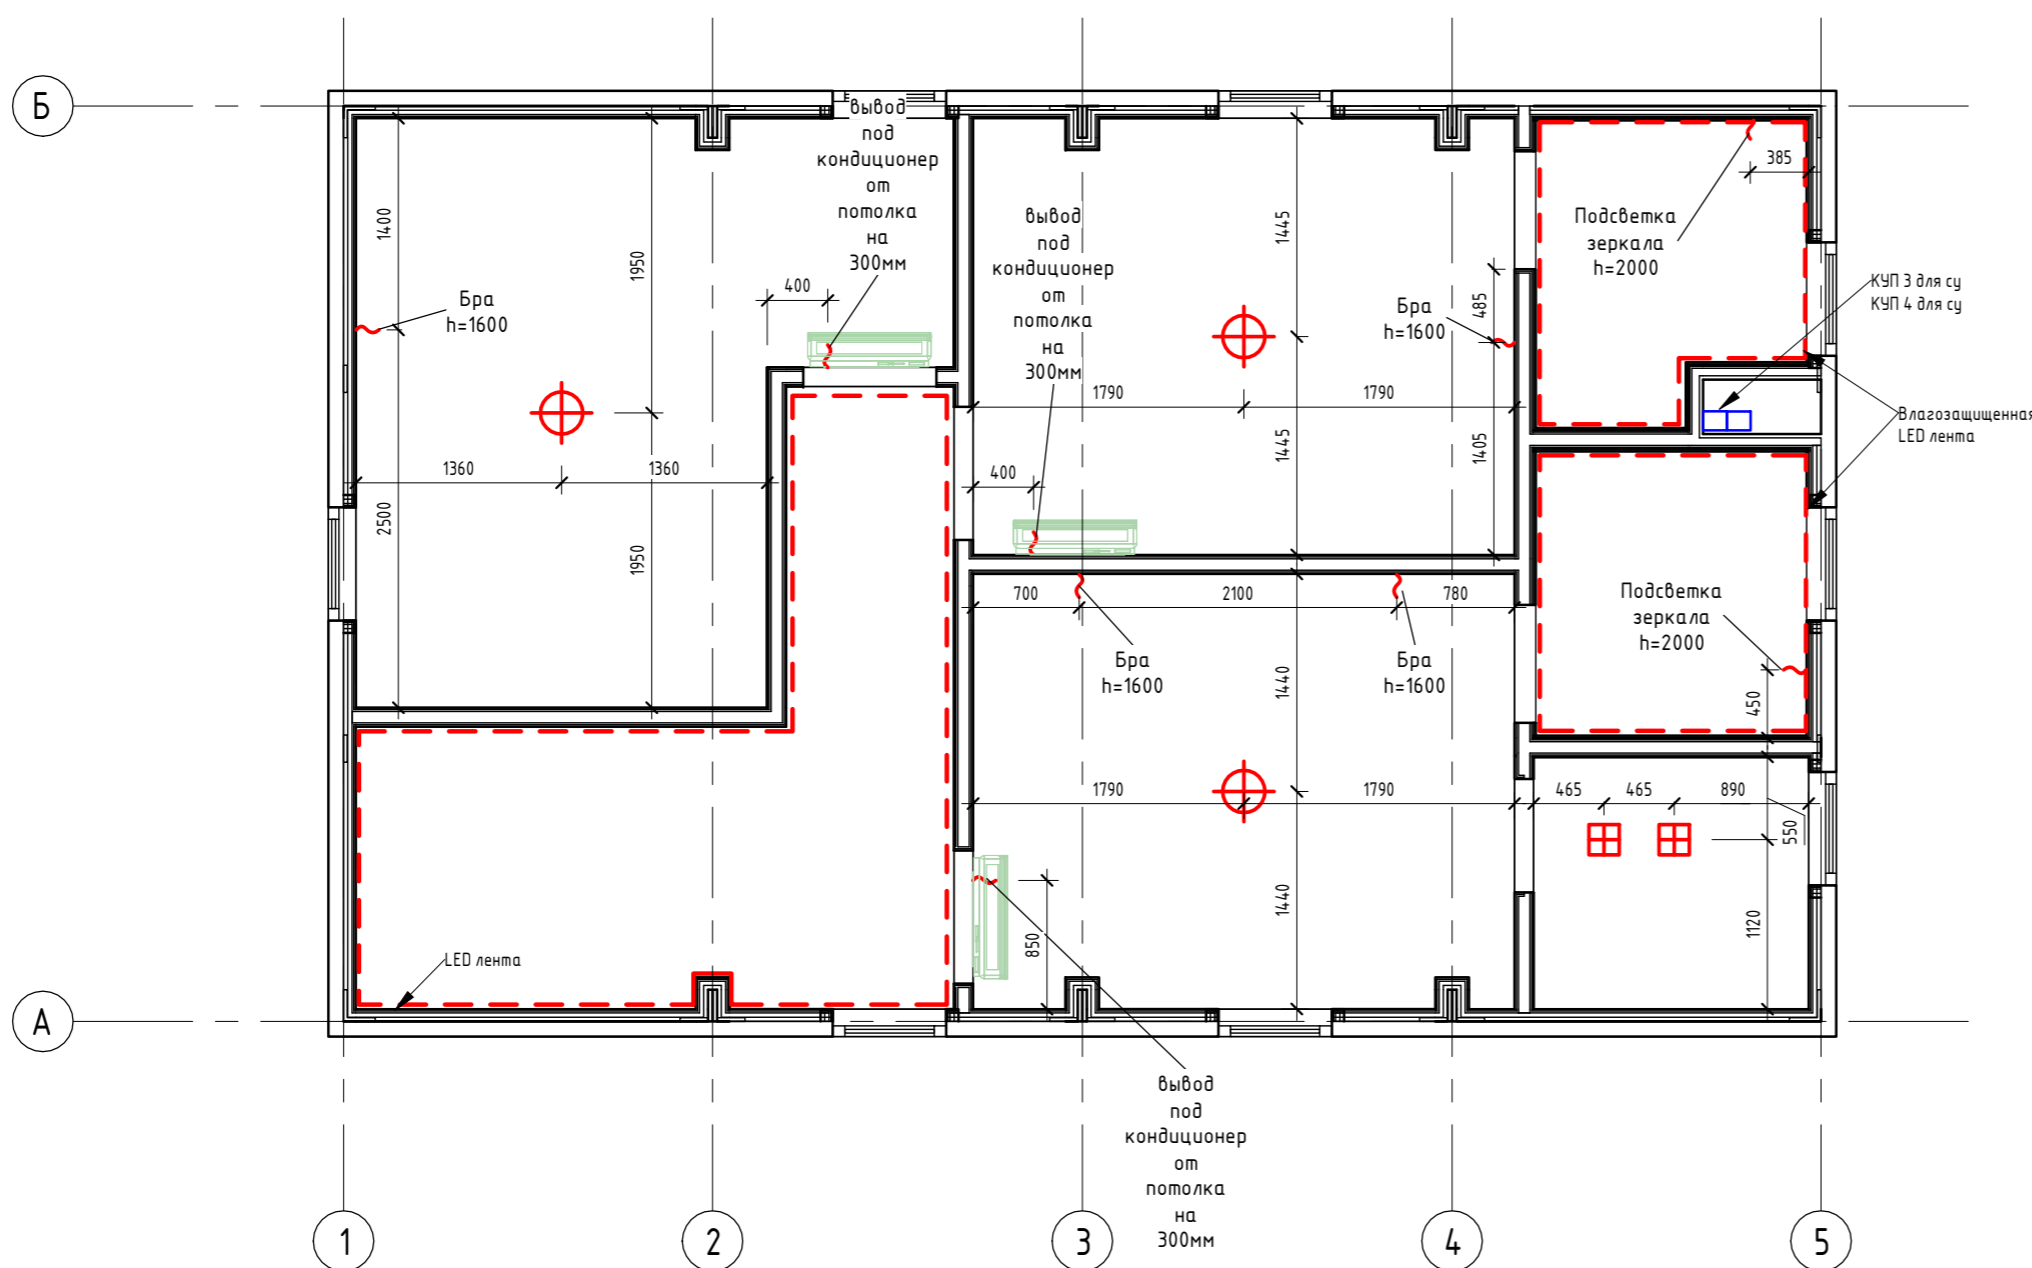 Б
вывод
под
кондиционер
от
потолка
на
300мм
1400
1950
Бра
h=1600
400
1360
1360
2500
1950
LED лента
вывод
под
кондиционер
от
потолка
на
300мм
1445
Бра
h=1600
485
1790
1790
1445
1405
400
385
Подсветка
зеркала
h=2000
КУП 3 для су
КУП 4 для су
Влагозащищенная
LED лента
700
2100
780
Бра
h=1600
Бра
h=1600
1440
1790
1790
1440
850
Подсветка
зеркала
h=2000
450
465
465
890
550
1120
А
вывод
под
кондиционер
от
потолка
на
300мм
1
2
3
4
5